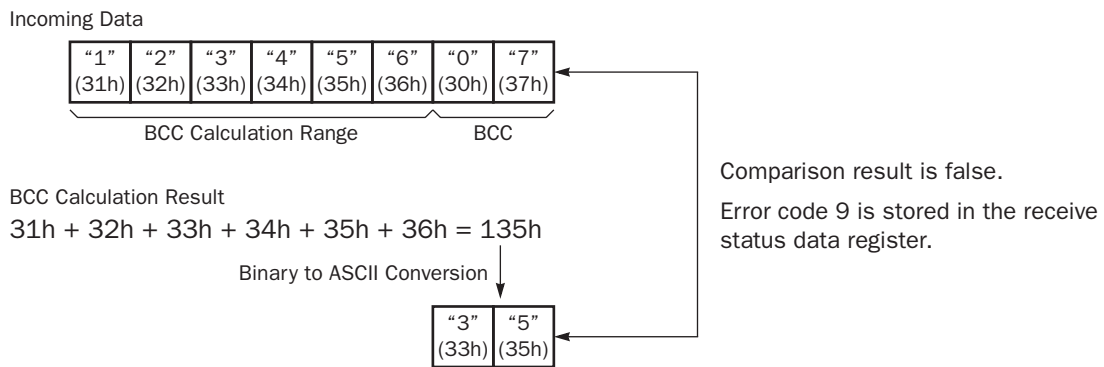 Incoming Data
“1” “2” “3” “4” “5” “6” “0” “7”
(31h) (32h) (33h) (34h) (35h) (36h) (30h) (37h)
BCC Calculation Range BCC
Comparison result is false.
Error code 9 is stored in the receive
status data register.
BCC Calculation Result
31h + 32h + 33h + 34h + 35h + 36h = 135h
Binary to ASCII Conversion
“3” “5”
(33h) (35h)